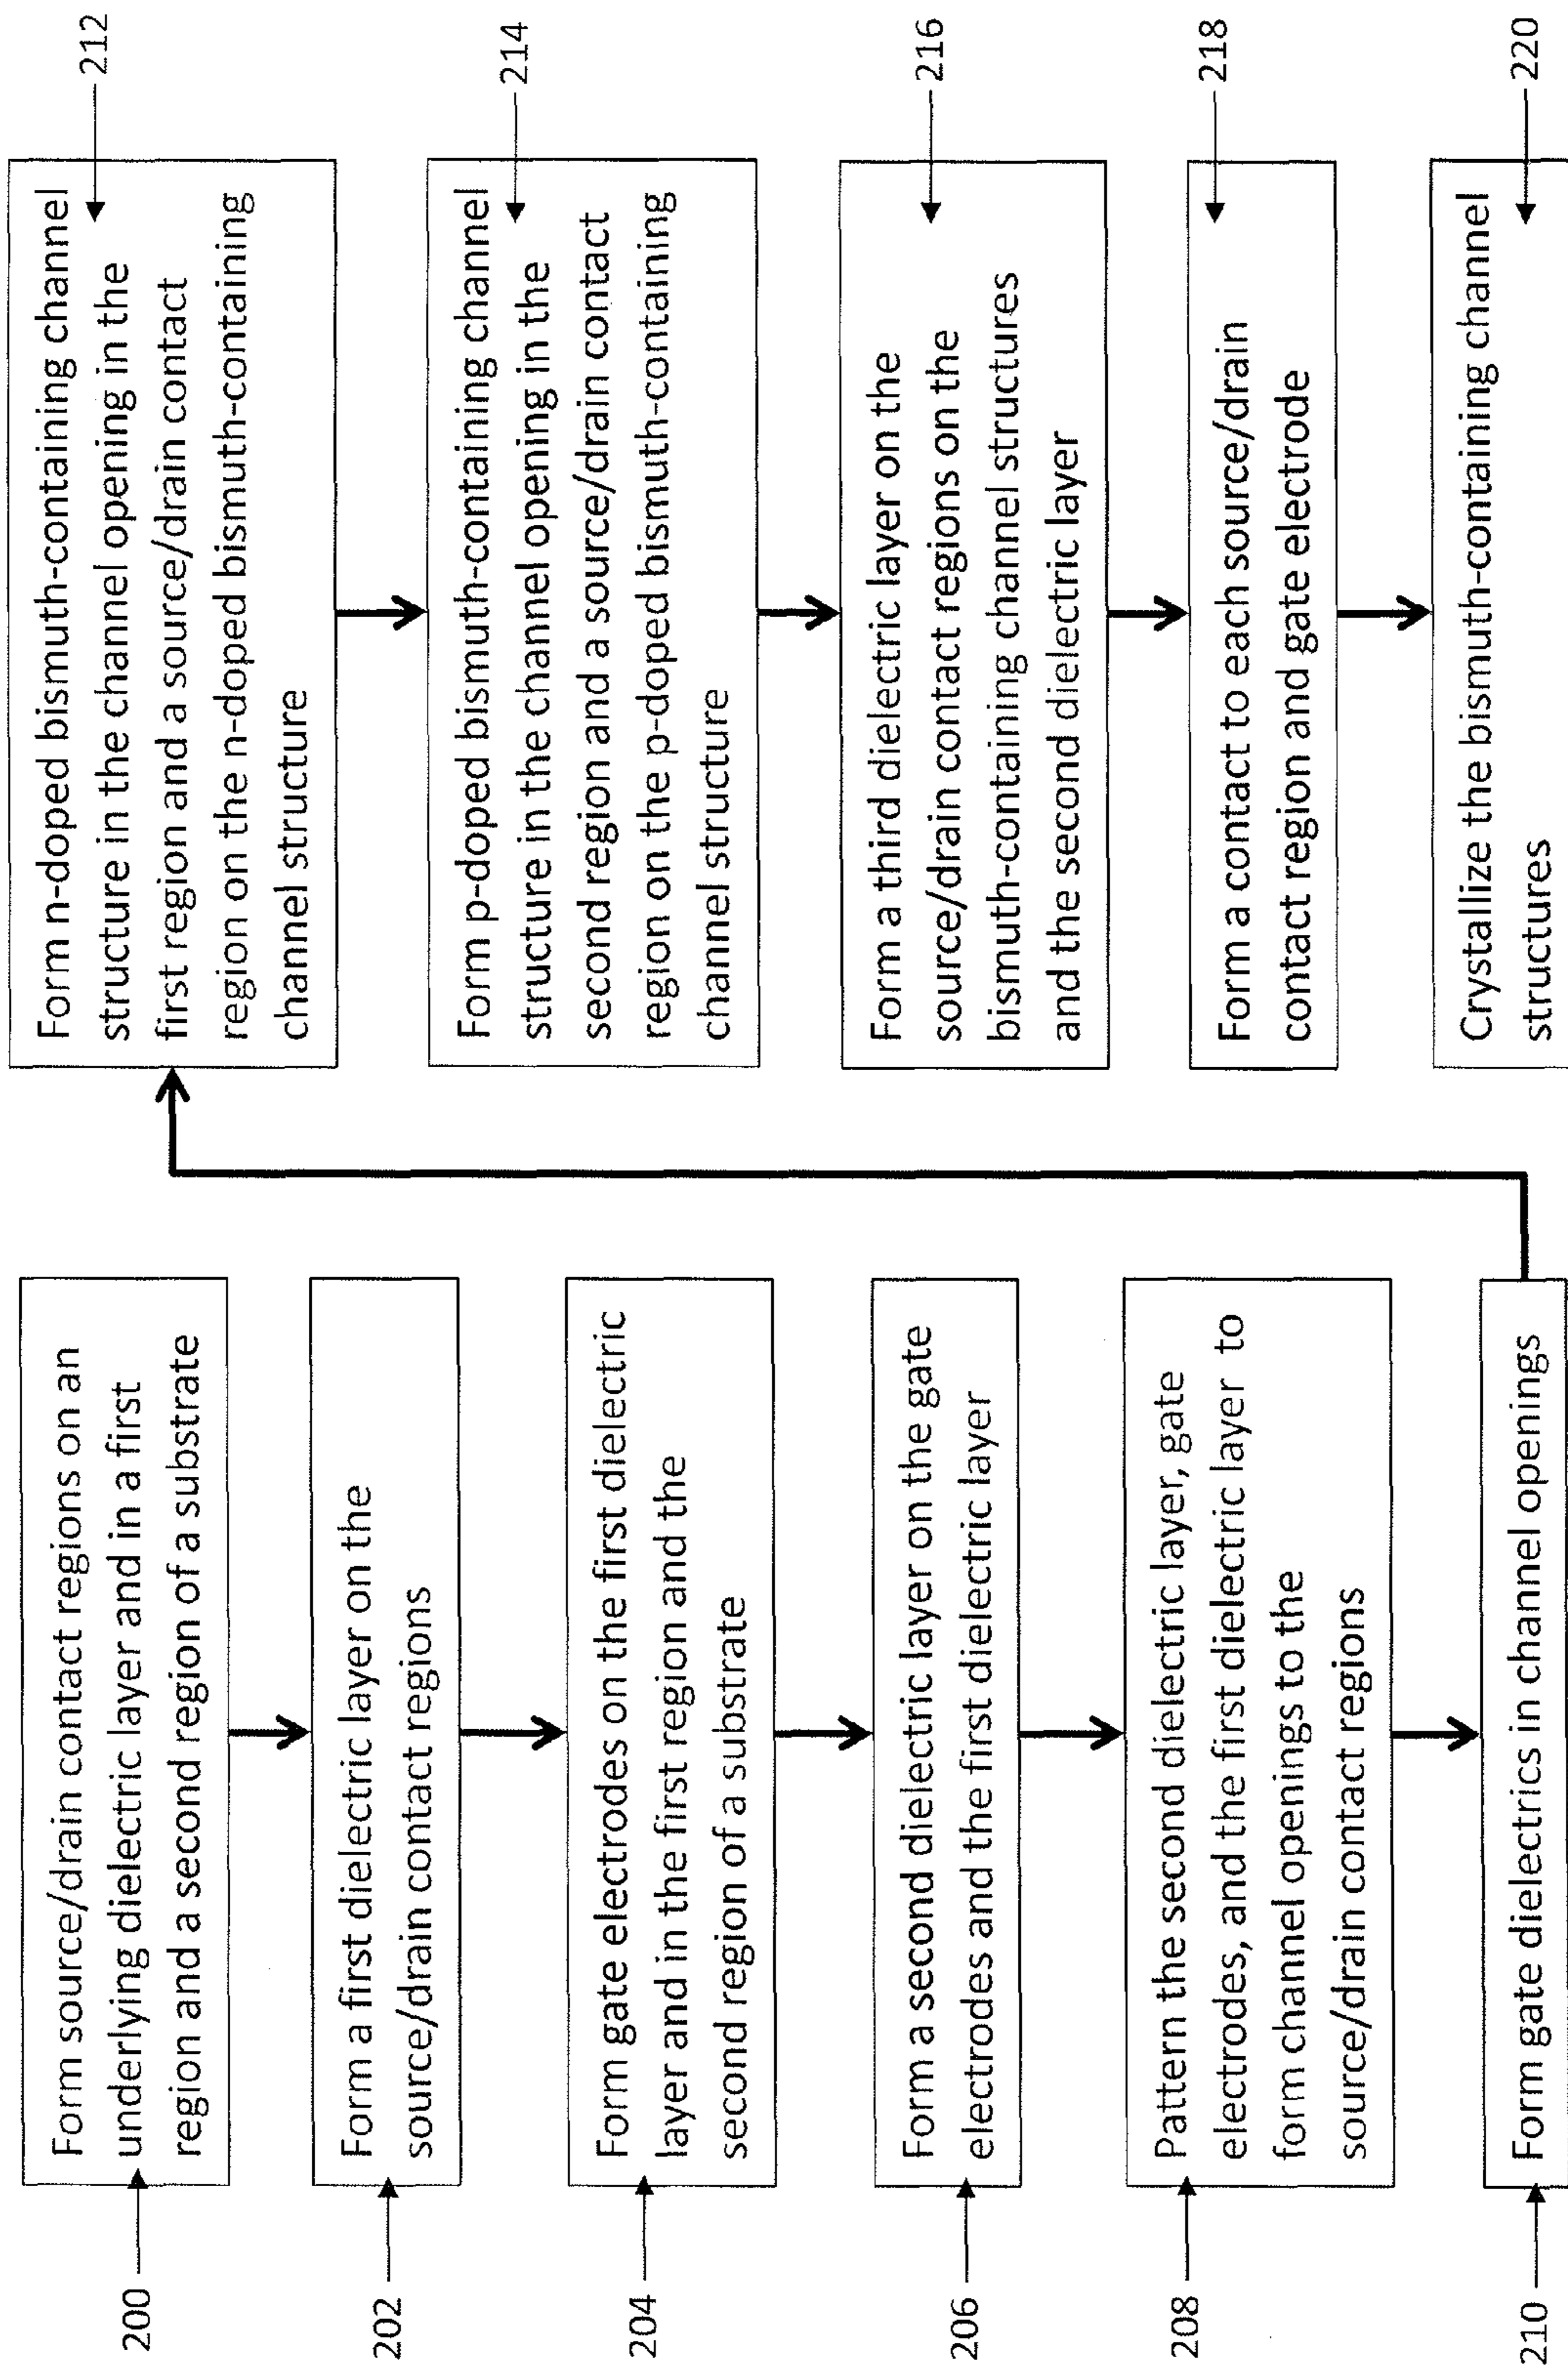 200
Form source/drain contact regions on an
underlying dielectric layer and in a first
region and a second region of a substrate
202
Form a first dielectric layer on the
source/drain contact regions
204
Form gate electrodes on the first dielectric
layer and in the first region and the
second region of a substrate
206
Form a second dielectric layer on the gate
electrodes and the first dielectric layer
208
Pattern the second dielectric layer, gate
electrodes, and the first dielectric layer to
form channel openings to the
source/drain contact regions
210
Form gate dielectrics in channel openings
Form n-doped bismuth-containing channel
structure in the channel opening in the
first region and a source/drain contact
region on the n-doped bismuth-containing
channel structure
212
Form p-doped bismuth-containing channel
structure in the channel opening in the
second region and a source/drain contact
region on the p-doped bismuth-containing
channel structure
214
Form a third dielectric layer on the
source/drain contact regions on the
bismuth-containing channel structures
and the second dielectric layer
216
Form a contact to each source/drain
contact region and gate electrode
218
Crystallize the bismuth-containing channel
structures
220